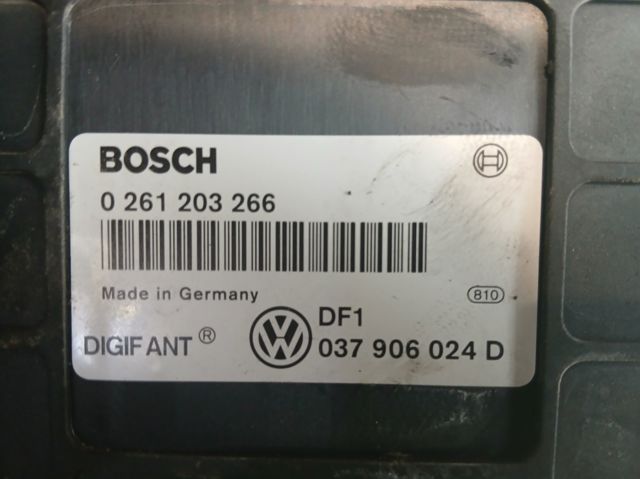 BOSCH
0 261 203 266
Made in Germany
810
DIGIFANT®
DF1
037 906 024 D